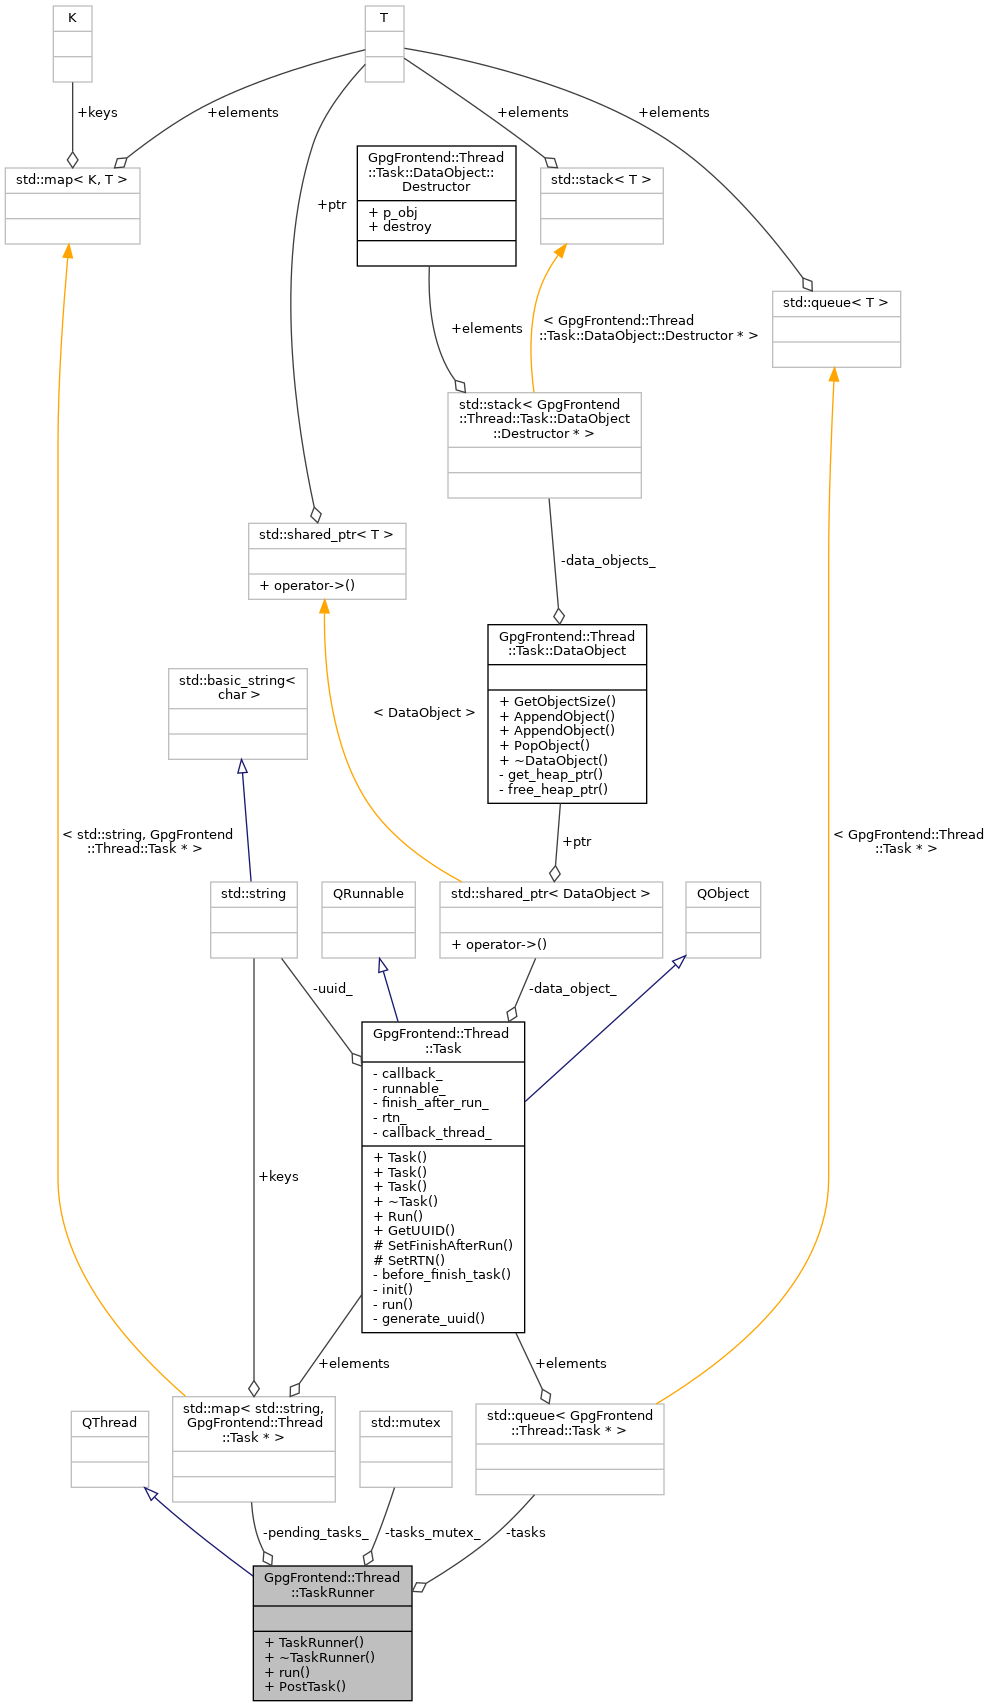 K
T
+keys
+elements
+elements
+elements
GpgFrontend::Thread
::Task::DataObject::
Destructor
+ p_obj
+ destroy
std::map< K, T >
std::stack< T >
+ptr
std::queue< T >
+elements
< GpgFrontend::Thread
::Task::DataObject::Destructor * >
std::stack< GpgFrontend
::Thread::Task::DataObject
::Destructor * >
std::shared_ptr< T >
+ operator->()
-data_objects_
GpgFrontend::Thread
::Task::DataObject
+ GetObjectSize()
+ AppendObject()
+ AppendObject()
+ PopObject()
+ ~DataObject()
- get_heap_ptr()
- free_heap_ptr()
std::basic_string<
char >
< DataObject >
< std::string, GpgFrontend
::Thread::Task * >
+ptr
< GpgFrontend::Thread
::Task * >
std::string
QRunnable
std::shared_ptr< DataObject >
+ operator->()
QObject
-uuid_
-data_object_
GpgFrontend::Thread
::Task
- callback_
- runnable_
- finish_after_run_
- rtn_
- callback_thread_
+ Task()
+ Task()
+ Task()
+ ~Task()
+ Run()
+ GetUUID()
# SetFinishAfterRun()
# SetRTN()
- before_finish_task()
- init()
- run()
- generate_uuid()
+keys
+elements
+elements
QThread
std::map< std::string,
GpgFrontend::Thread
::Task * >
std::mutex
std::queue< GpgFrontend
::Thread::Task * >
-pending_tasks_
-tasks_mutex_
-tasks
GpgFrontend::Thread
::TaskRunner
+ TaskRunner()
+ ~TaskRunner()
+ run()
+ PostTask()